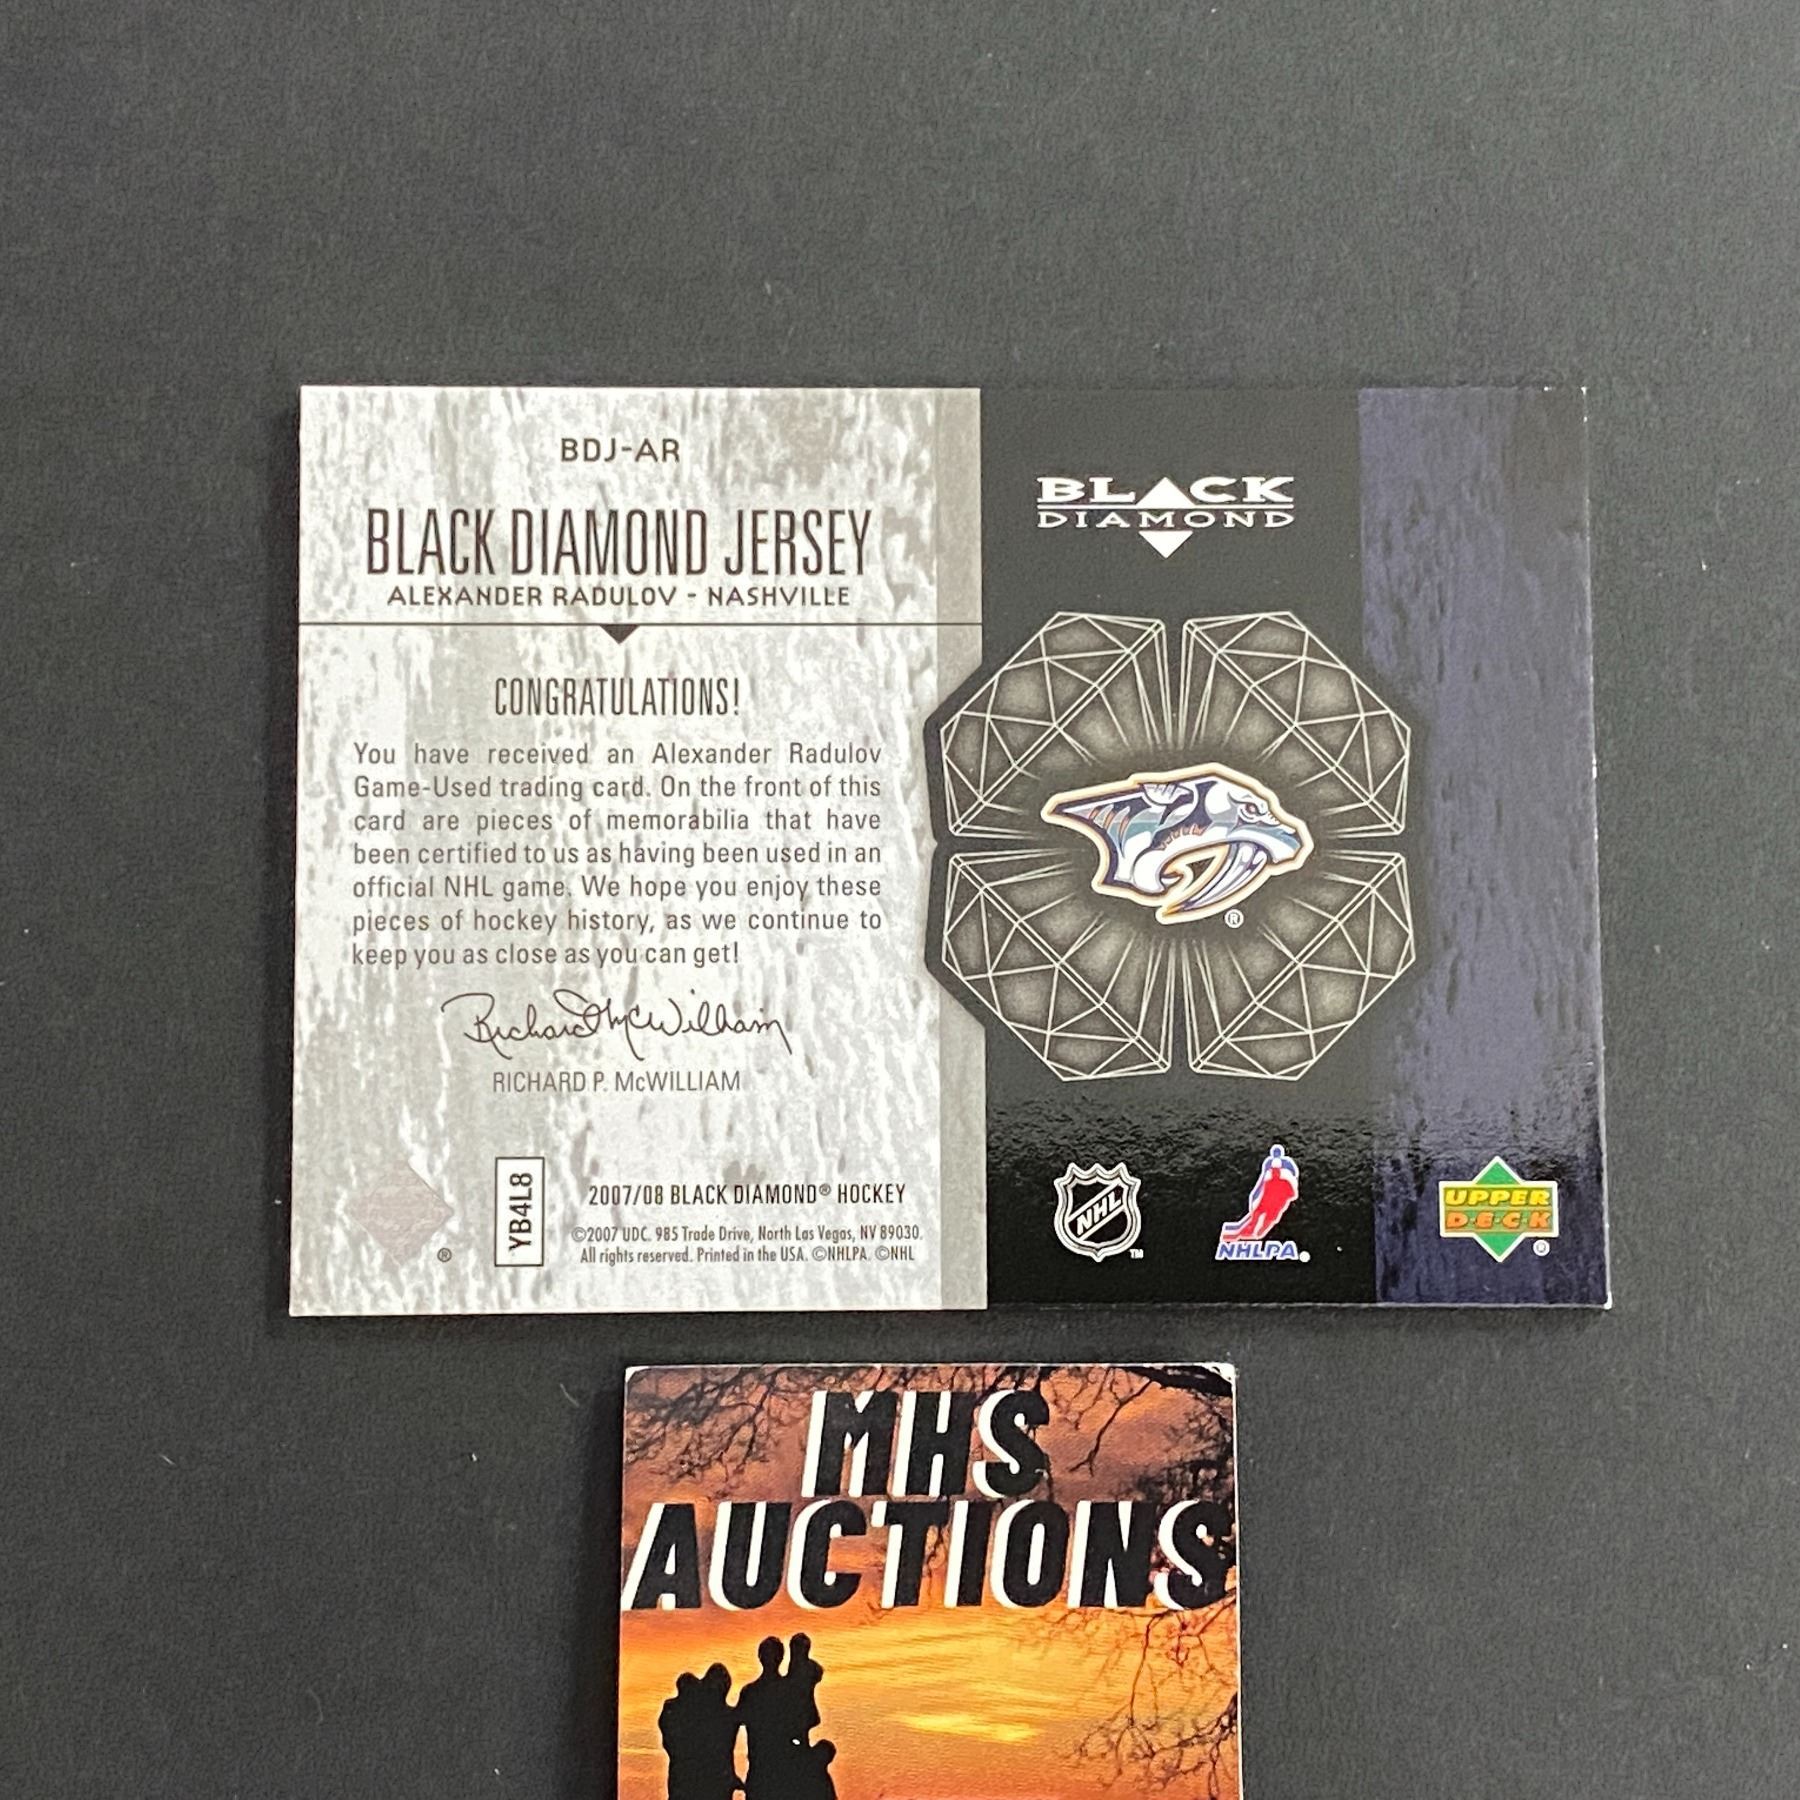 BDJ-AR
BLACK DIAMOND JERSEY
ALEXANDER RADULOV - NASHVILLE
CONGRATULATIONS!
You have received an Alexander Radulov
Game-Used trading card. On the front of this
card are pieces of memorabilia that have
been certified to us as having been used in an
official NHL game. We hope you enjoy these
pieces of hockey history, as we continue to
keep you as close as you can get!
Richard McWilliam
RICHARD P. McWILLIAM
®
YB4L8
2007/08 BLACK DIAMOND® HOCKEY
©2007 UDC. 985 Trade Drive, North Las Vegas, NV 89030.
All rights reserved. Printed in the USA. ©NHLPA. ©NHL
BLACK
DIAMOND
®
NHL
TM
NHLPA®
UPPER
D·E·C·K
®
MHS
AUCTIONS